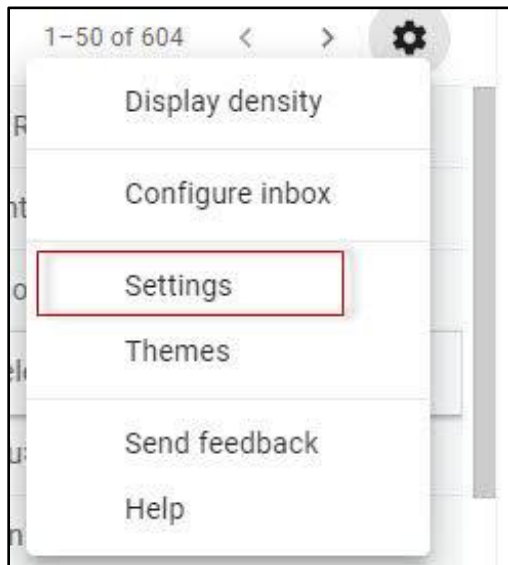 1–50 of 604
Display density
Configure inbox
Settings
Themes
Send feedback
Help